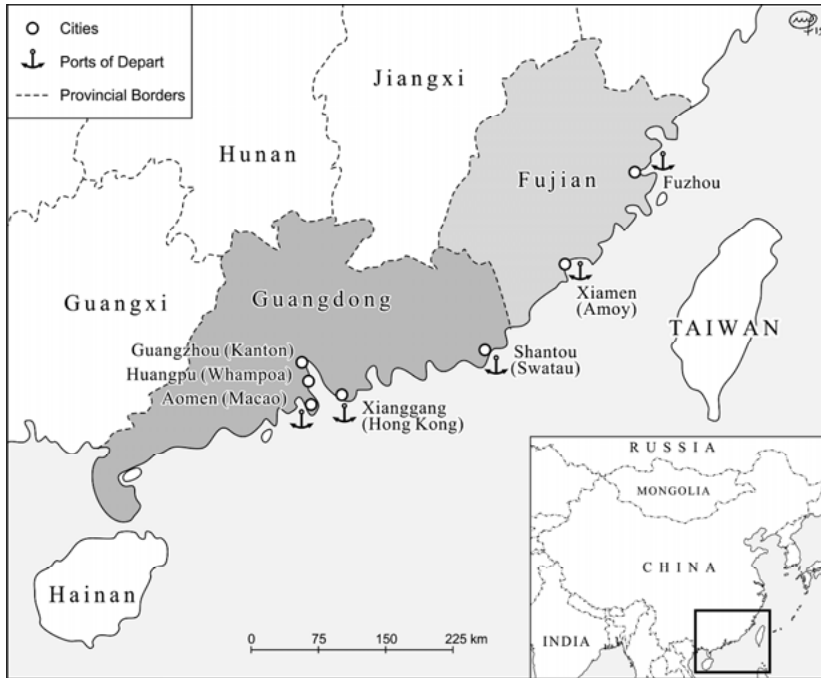 Cities
Ports of Depart
Provincial Borders
Jiangxi
Hunan
Fujian
Fuzhou
Guangxi
Guangdong
Xiamen
(Amoy)
TAIWAN
Guangzhou (Kanton)
Huangpu (Whampoa)
Aomen (Macao)
Shantou
(Swatau)
Xianggang
(Hong Kong)
Hainan
0 75 150 225 km
RUSSIA
MONGOLIA
CHINA
INDIA